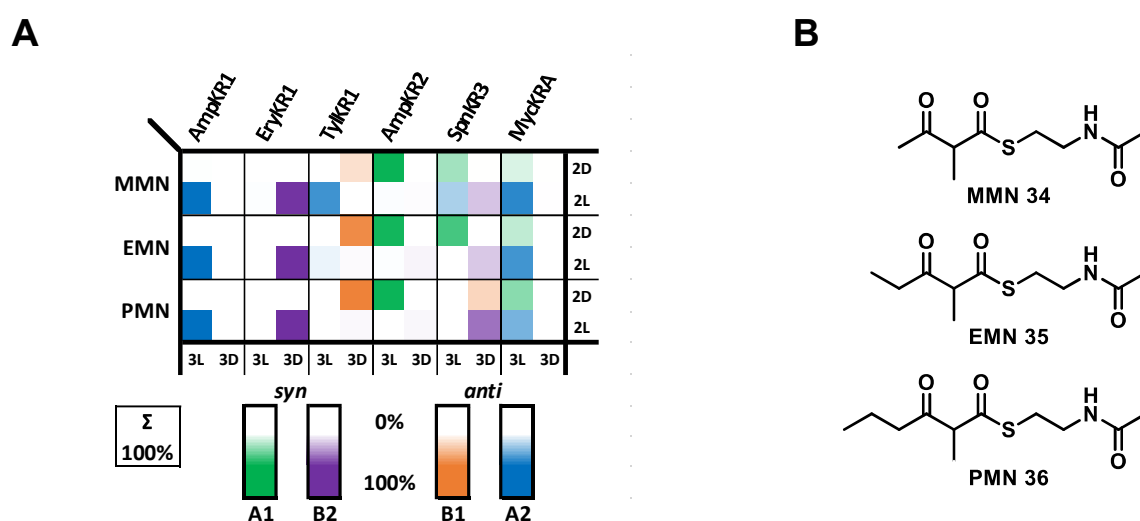 A
B
AmpKR1
EryKR1
TylKR1
AmpKR2
SpnKR3
MycKRA
MMN
2D
2L
EMN
2D
2L
PMN
2D
2L
3L 3D 3L 3D 3L 3D 3L 3D 3L 3D 3L 3D
syn
anti
Σ
100%
0%
100%
A1
B2
B1
A2
O O H
S N
O
MMN 34
O O H
S N
O
EMN 35
O O H
S N
O
PMN 36